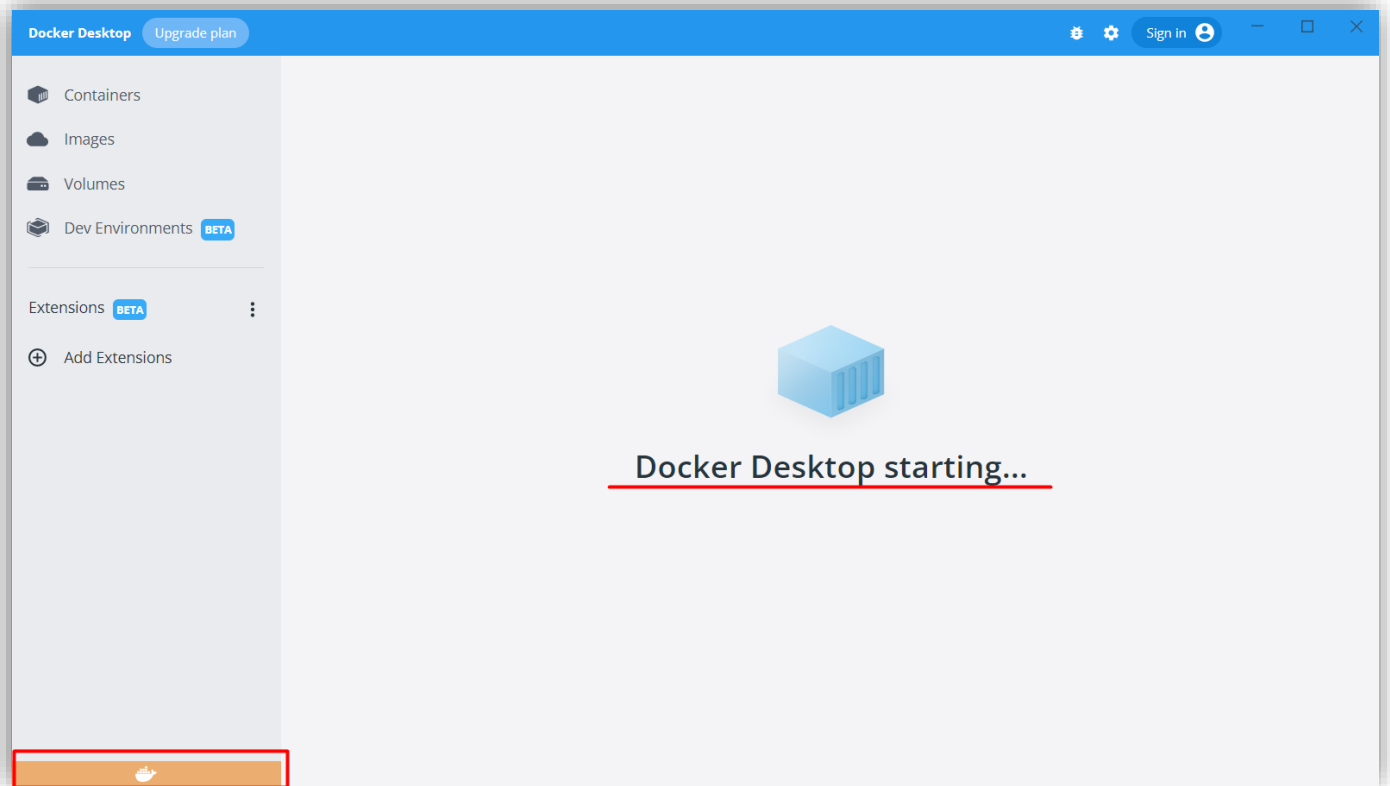 Docker Desktop Upgrade plan Sign in
Containers
Images
Volumes
Dev Environments BETA
Extensions BETA
Add Extensions
Docker Desktop starting...